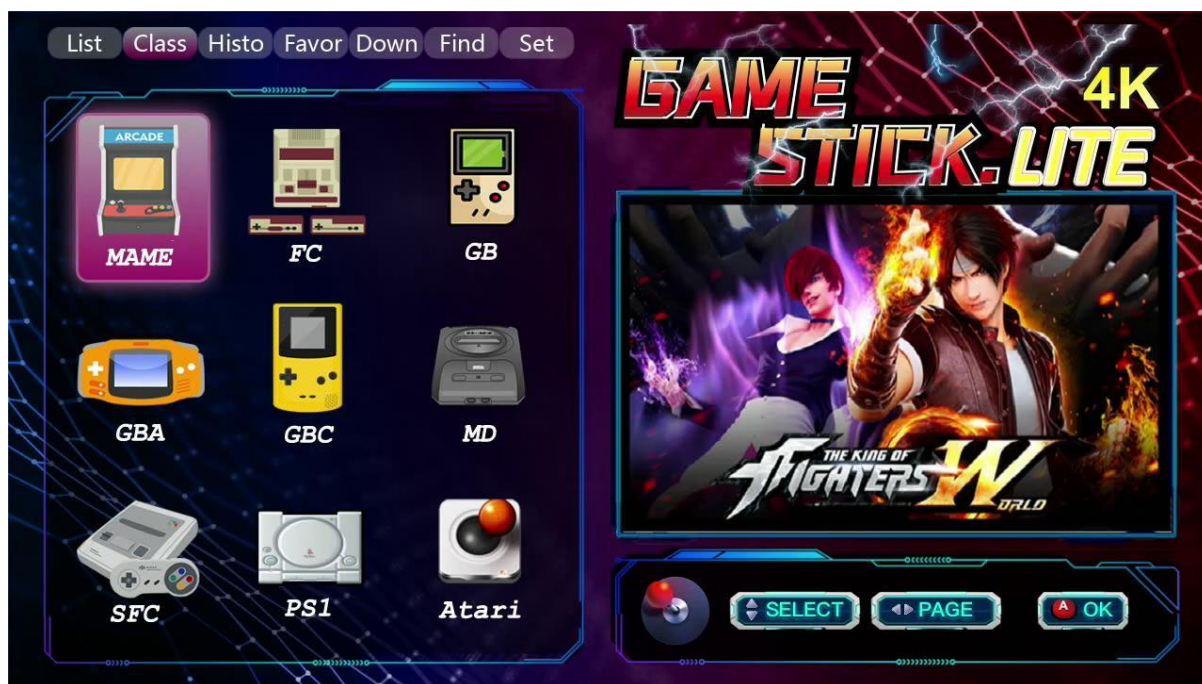 List Class Histo Favor Down Find Set
ARCADE
MAME
FC
GB
GBA
GBC
MD
SFC
PS1
Atari
GAME
STICK.LITE
4K
THE KING OF
FIGHTERS
WORLD
SELECT
PAGE
A OK